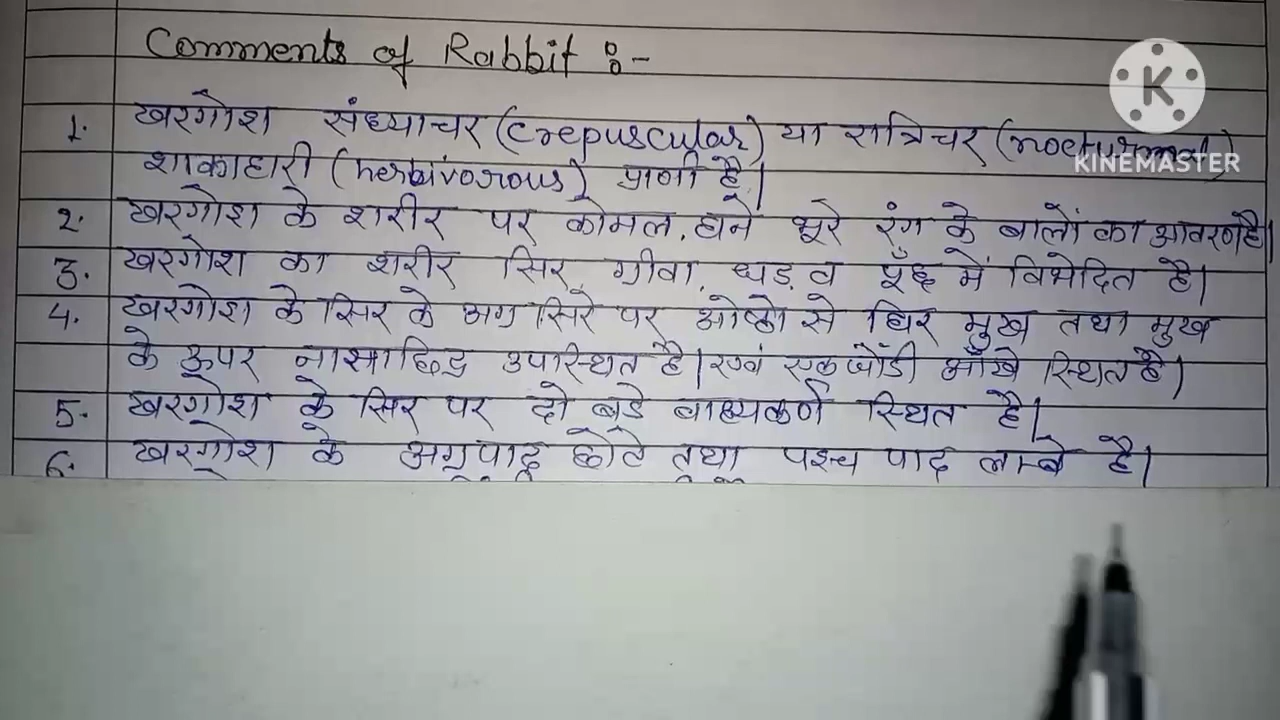 Comments of Rabbit :-
1. खरगोश संध्याचर (crepuscular) या रात्रिचर (nocturnal)
KINEMASTER
शाकाहारी (herbivorous) प्राणी है।
2. खरगोश के शरीर पर कोमल, घने भूरे रंग के बालों का आवरण है।
3. खरगोश का शरीर सिर, ग्रीवा, धड़ व पूँछ में विभेदित है।
4. खरगोश के सिर के अग्र सिरे पर ओष्ठो से घिर मुख तथा मुख
के ऊपर नासाछिद्र उपस्थित है। एवं एक जोडी आँखे स्थित है।
5. खरगोश के सिर पर दो बडे बाह्यकर्ण स्थित है।
6. खरगोश के अग्रपाद छोटे तथा पश्च पाद लम्बे है।